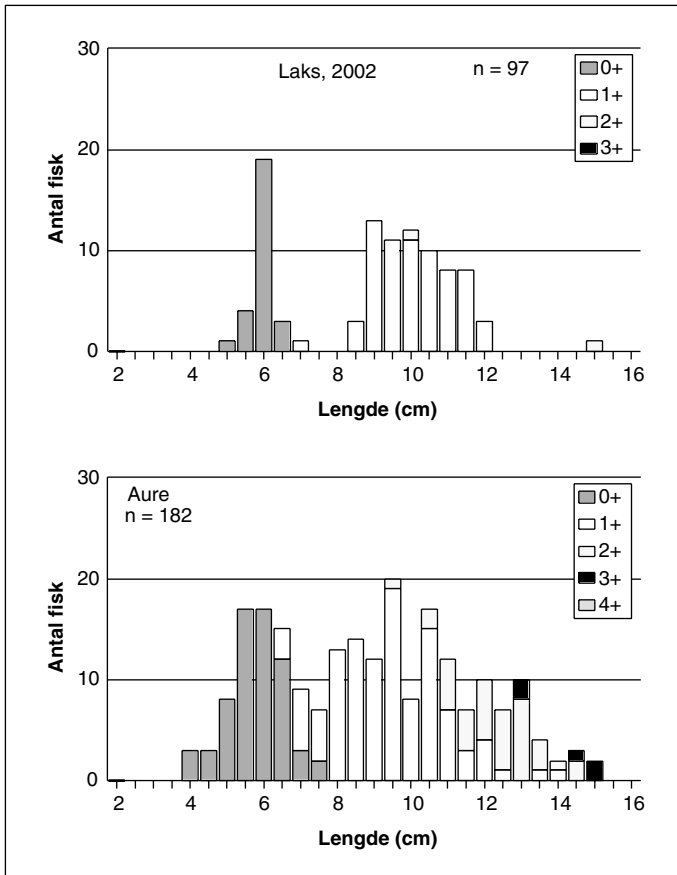 30
20
10
0
Antal fisk
Laks, 2002
n = 97
0+
1+
2+
3+
2 4 6 8 10 12 14 16
Lengde (cm)
30
20
10
0
Antal fisk
Aure
n = 182
0+
1+
2+
3+
4+
2 4 6 8 10 12 14 16
Lengde (cm)